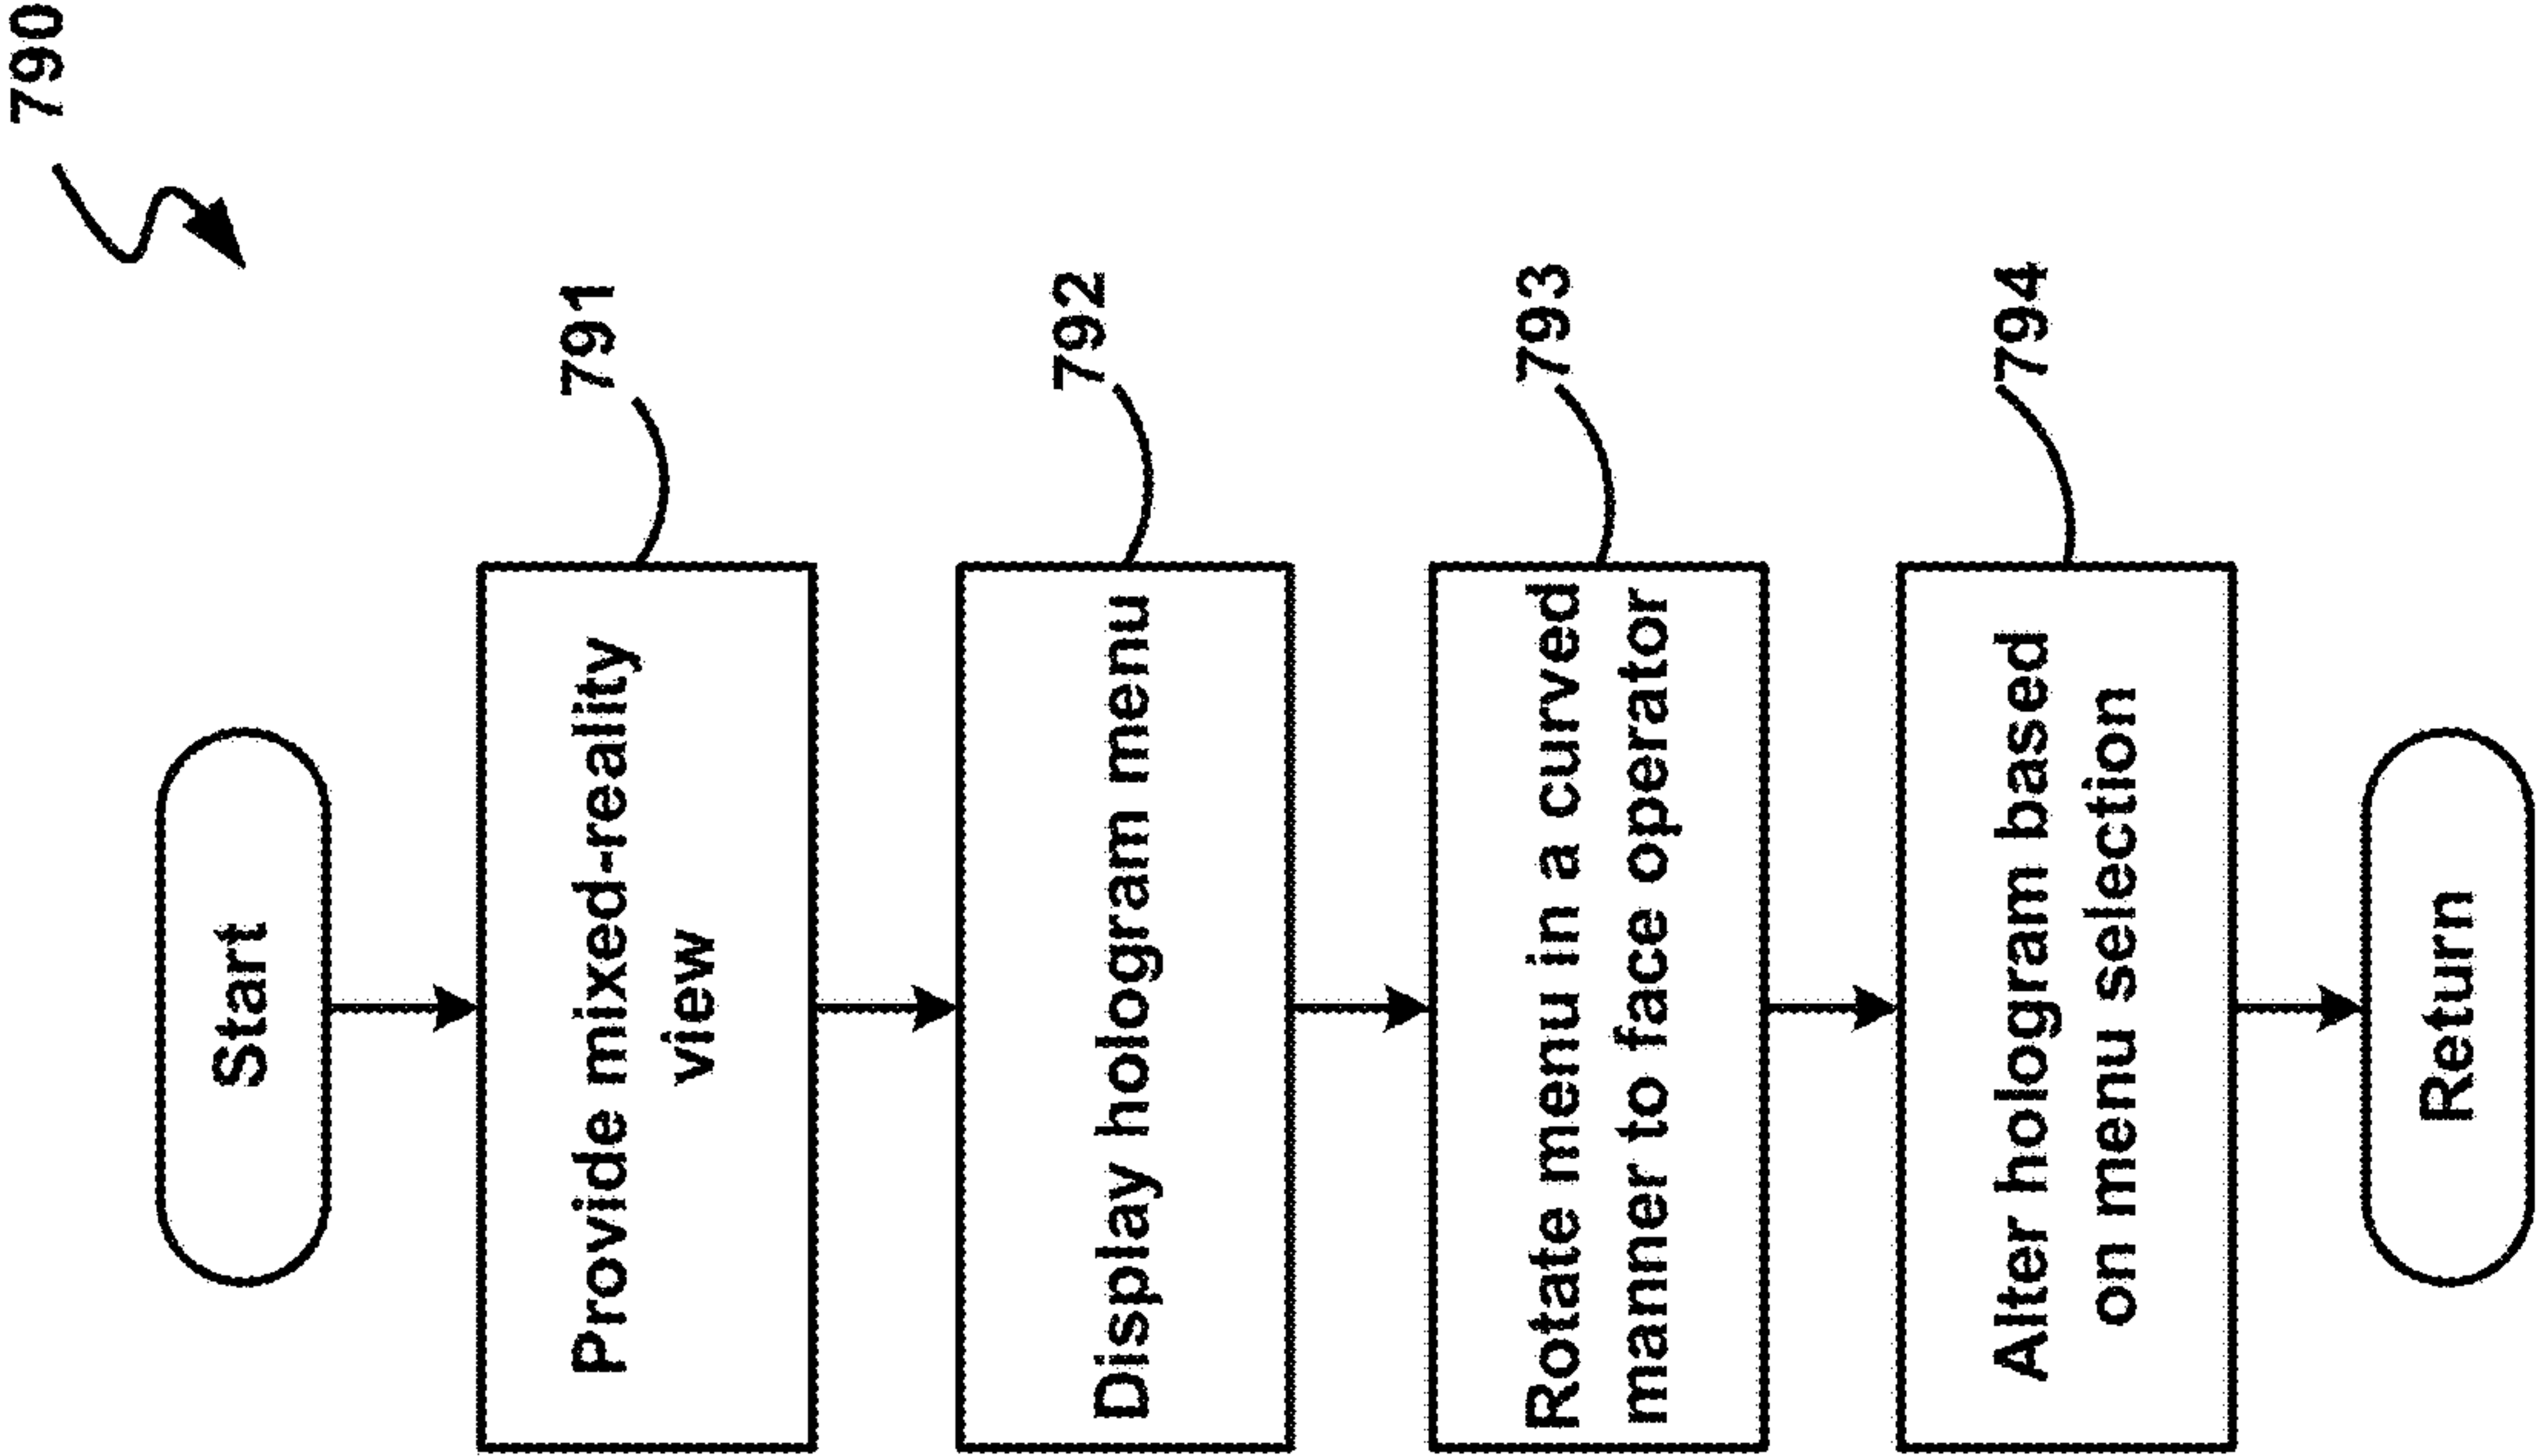 790
Start
Provide mixed-reality
view
791
Display hologram menu
792
Rotate menu in a curved
manner to face operator
793
Alter hologram based
on menu selection
794
Return